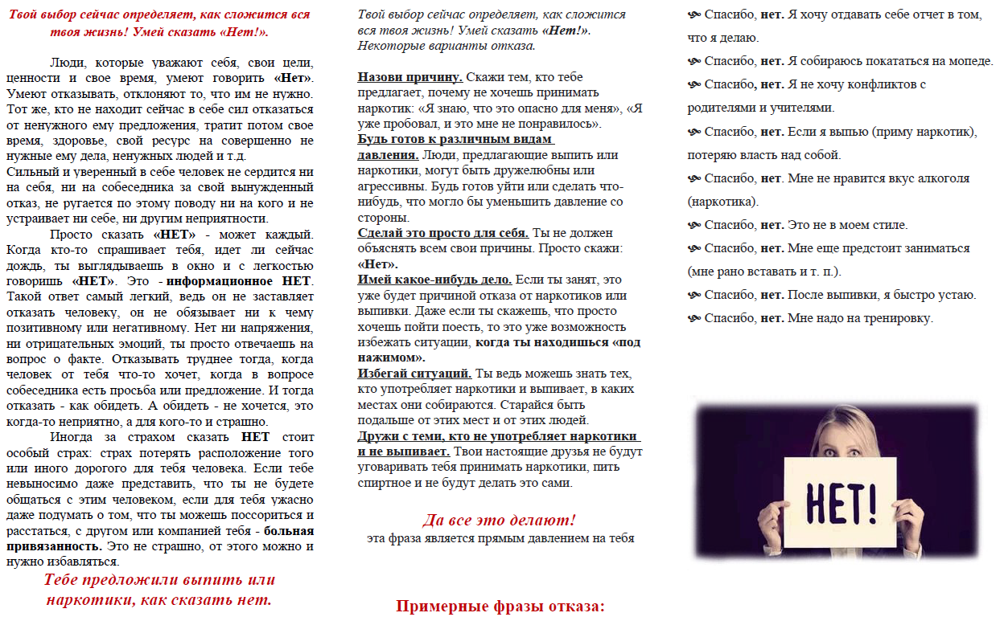 Твой выбор сейчас определяет, как сложится вся
твоя жизнь! Умей сказать «Нет!».
Люди, которые уважают себя, свои цели,
ценности и свое время, умеют говорить «Нет».
Умеют отказывать, отклоняют то, что им не нужно.
Тот же, кто не находит сейчас в себе сил отказаться
от ненужного ему предложения, тратит потом свое
время, здоровье, свой ресурс на совершенно не
нужные ему дела, ненужных людей и т.д.
Сильный и уверенный в себе человек не сердится ни
на себя, ни на собеседника за свой вынужденный
отказ, не ругается по этому поводу ни на кого и не
устраивает ни себе, ни другим неприятности.
Просто сказать «НЕТ» - может каждый.
Когда кто-то спрашивает тебя, идет ли сейчас
дождь, ты выглядываешь в окно и с легкостью
говоришь «НЕТ». Это - информационное НЕТ.
Такой ответ самый легкий, ведь он не заставляет
отказать человеку, он не обязывает ни к чему
позитивному или негативному. Нет ни напряжения,
ни отрицательных эмоций, ты просто отвечаешь на
вопрос о факте. Отказывать труднее тогда, когда
человек от тебя что-то хочет, когда в вопросе
собеседника есть просьба или предложение. И тогда
отказать - как обидеть. А обидеть - не хочется, это
когда-то неприятно, а для кого-то и страшно.
Иногда за страхом сказать НЕТ стоит
особый страх: страх потерять расположение того
или иного дорогого для тебя человека. Если тебе
невыносимо даже представить, что ты не будете
общаться с этим человеком, если для тебя ужасно
даже подумать о том, что ты можешь поссориться и
расстаться, с другом или компанией тебя - больная
привязанность. Это не страшно, от этого можно и
нужно избавляться.
Тебе предложили выпить или
наркотики, как сказать нет.
Твой выбор сейчас определяет, как сложится
вся твоя жизнь! Умей сказать «Нет!».
Некоторые варианты отказа.
Назови причину. Скажи тем, кто тебе
предлагает, почему не хочешь принимать
наркотик: «Я знаю, что это опасно для меня», «Я
уже пробовал, и это мне не понравилось».
Будь готов к различным видам
давления. Люди, предлагающие выпить или
наркотики, могут быть дружелюбны или
агрессивны. Будь готов уйти или сделать что-
нибудь, что могло бы уменьшить давление со
стороны.
Сделай это просто для себя. Ты не должен
объяснять всем свои причины. Просто скажи:
«Нет».
Имей какое-нибудь дело. Если ты занят, это
уже будет причиной отказа от наркотиков или
выпивки. Даже если ты скажешь, что просто
хочешь пойти поесть, то это уже возможность
избежать ситуации, когда ты находишься «под
нажимом».
Избегай ситуаций. Ты ведь можешь знать тех,
кто употребляет наркотики и выпивает, в каких
местах они собираются. Старайся быть
подальше от этих мест и от этих людей.
Дружи с теми, кто не употребляет наркотики
и не выпивает. Твои настоящие друзья не будут
уговаривать тебя принимать наркотики, пить
спиртное и не будут делать это сами.
Да все это делают!
эта фраза является прямым давлением на тебя
Примерные фразы отказа:
Спасибо, нет. Я хочу отдавать себе отчет в том,
что я делаю.
Спасибо, нет. Я собираюсь покататься на мопеде.
Спасибо, нет. Я не хочу конфликтов с
родителями и учителями.
Спасибо, нет. Если я выпью (приму наркотик),
потеряю власть над собой.
Спасибо, нет. Мне не нравится вкус алкоголя
(наркотика).
Спасибо, нет. Это не в моем стиле.
Спасибо, нет. Мне еще предстоит заниматься
(мне рано вставать и т. п.).
Спасибо, нет. После выпивки, я быстро устаю.
Спасибо, нет. Мне надо на тренировку.
НЕТ!